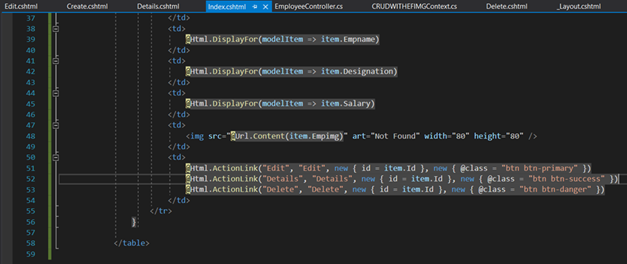 Edit.cshtml Create.cshtml Details.cshtml Index.cshtml EmployeeController.cs CRUDWITHEFIMGContext.cs Delete.cshtml _Layout.cshtml
37 </td>
38 <td>
39 @Html.DisplayFor(modelItem => item.Empname)
40 </td>
41 <td>
42 @Html.DisplayFor(modelItem => item.Designation)
43 </td>
44 <td>
45 @Html.DisplayFor(modelItem => item.Salary)
46 </td>
47 <td>
48 <img src="@Url.Content(item.Empimg)" art="Not Found" width="80" height="80" />
49 </td>
50 <td>
51 @Html.ActionLink("Edit", "Edit", new { id = item.Id }, new { @class = "btn btn-primary" })
52 @Html.ActionLink("Details", "Details", new { id = item.Id }, new { @class = "btn btn-success" })
53 @Html.ActionLink("Delete", "Delete", new { id = item.Id }, new { @class = "btn btn-danger" })
54 </td>
55 </tr>
56 }
57
58 </table>
59